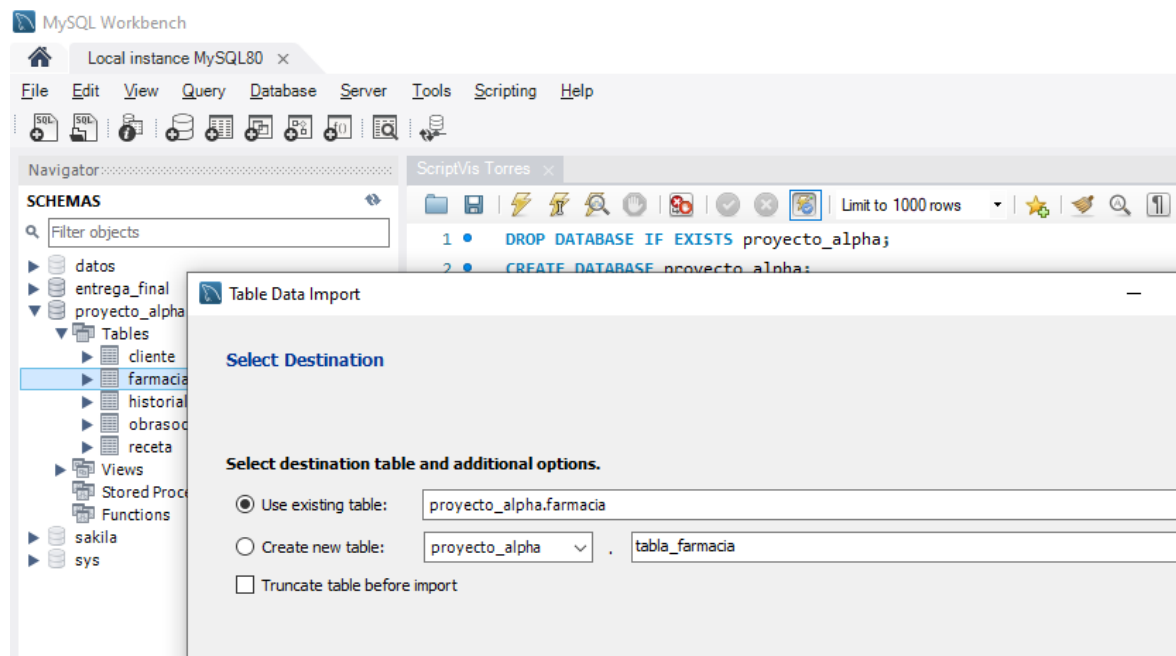 MySQL Workbench
Local instance MySQL80
File Edit View Query Database Server Tools Scripting Help
Navigator
ScriptVis Torres
SCHEMAS
Limit to 1000 rows
Filter objects
1 DROP DATABASE IF EXISTS proyecto_alpha;
2 CREATE DATABASE proyecto_alpha;
datos
entrega_final
proyecto_alpha
Tables
cliente
farmacia
historial
obrasoc
receta
Views
Stored Proce
Functions
sakila
sys
Table Data Import
Select Destination
Select destination table and additional options.
Use existing table: proyecto_alpha.farmacia
Create new table: proyecto_alpha . tabla_farmacia
Truncate table before import